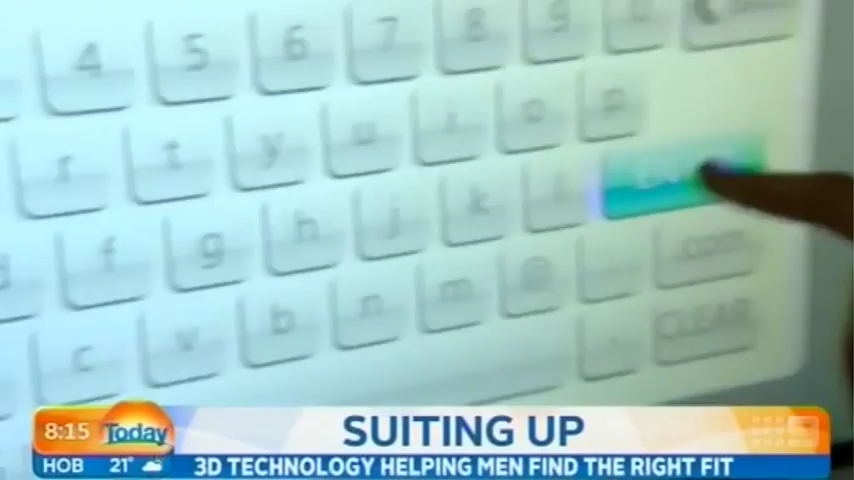 4 5 6 7 8 9
r t y u i o p
d f g h j k l
.com
c v b n m @
CLEAR
8:15 Today SUITING UP
HOB 21° 3D TECHNOLOGY HELPING MEN FIND THE RIGHT FIT